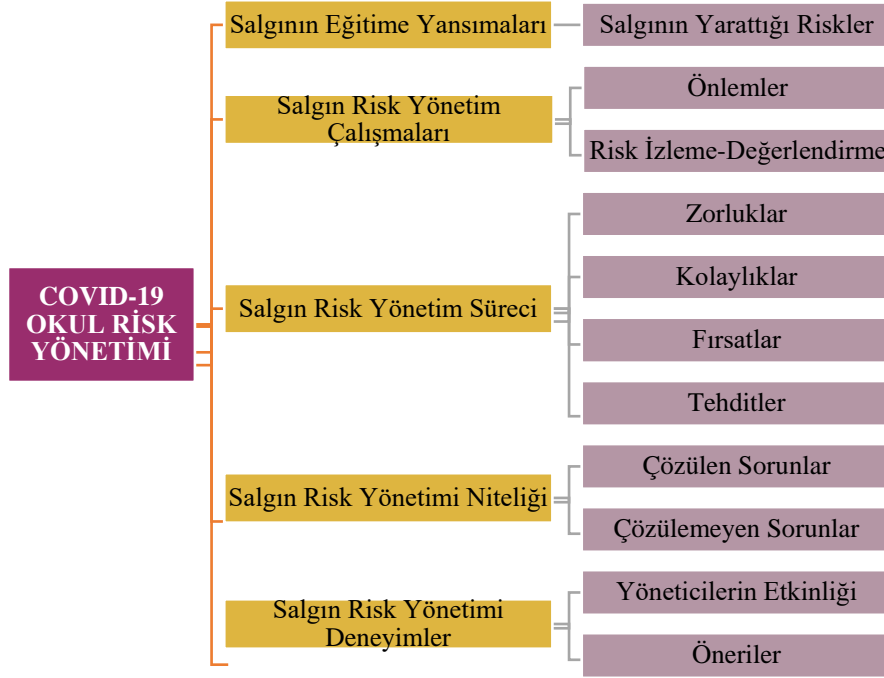 COVID-19
OKUL RİSK
YÖNETİMİ
Salgının Eğitime Yansımaları
Salgının Yarattığı Riskler
Salgın Risk Yönetim
Çalışmaları
Önlemler
Risk İzleme-Değerlendirme
Salgın Risk Yönetim Süreci
Zorluklar
Kolaylıklar
Fırsatlar
Tehditler
Salgın Risk Yönetimi Niteliği
Çözülen Sorunlar
Çözülemeyen Sorunlar
Salgın Risk Yönetimi
Deneyimler
Yöneticilerin Etkinliği
Öneriler